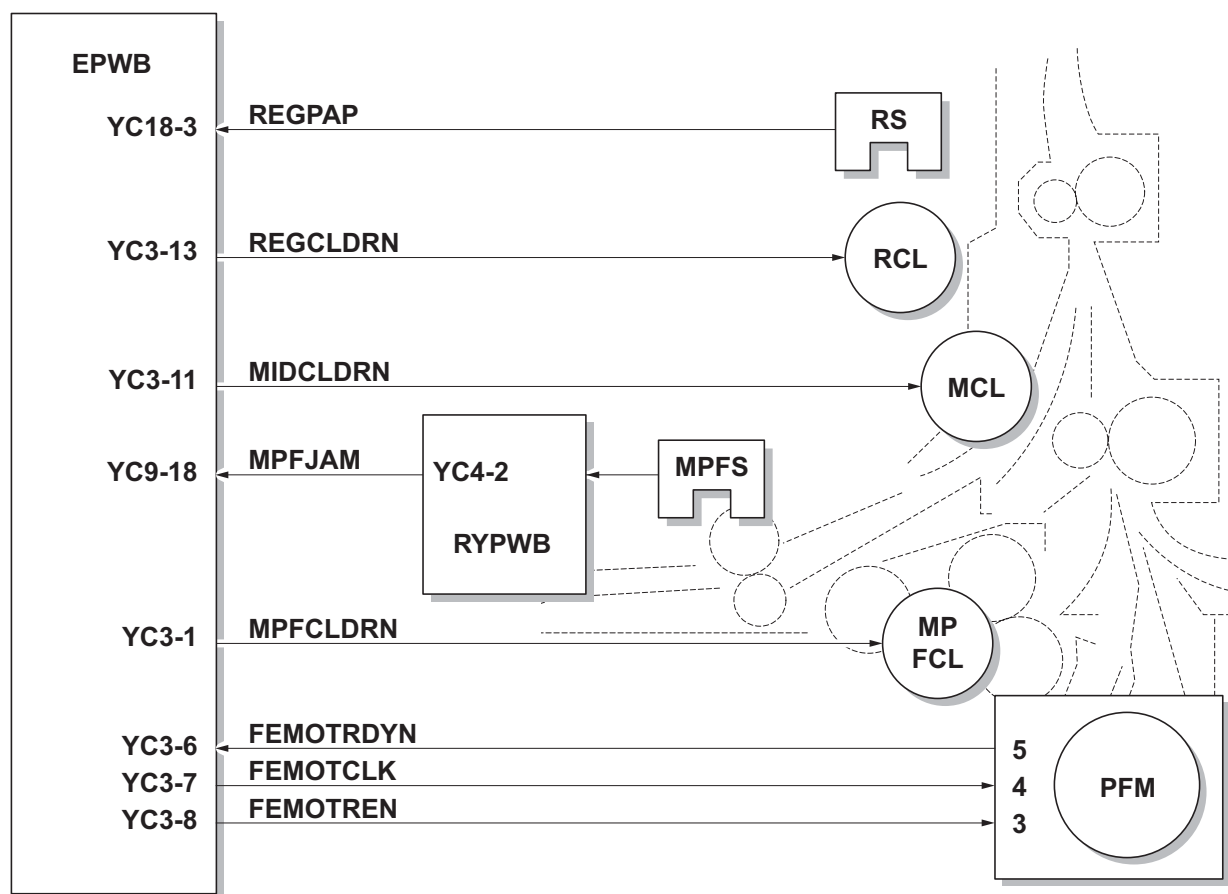 EPWB
YC18-3 REGPAP RS
YC3-13 REGCLDRN RCL
YC3-11 MIDCLDRN MCL
YC9-18 MPFJAM YC4-2 MPFS
RYPWB
YC3-1 MPFCLDRN MP
FCL
YC3-6 FEMOTRDYN 5
YC3-7 FEMOTCLK 4 PFM
YC3-8 FEMOTREN 3